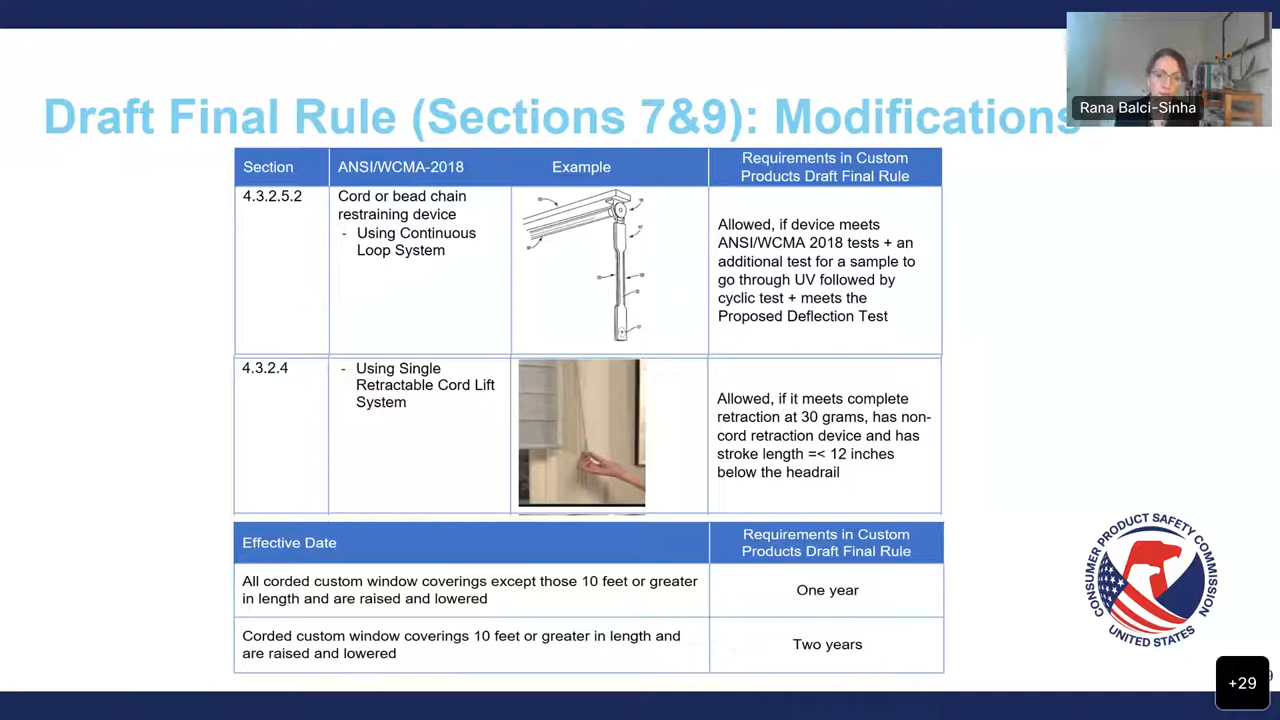 Rana Balci-Sinha
Draft Final Rule (Sections 7&9): Modifications
Section
ANSI/WCMA-2018
Example
Requirements in Custom
Products Draft Final Rule
4.3.2.5.2
Cord or bead chain
restraining device
- Using Continuous
Loop System
Allowed, if device meets
ANSI/WCMA 2018 tests + an
additional test for a sample to
go through UV followed by
cyclic test + meets the
Proposed Deflection Test
4.3.2.4
- Using Single
Retractable Cord Lift
System
Allowed, if it meets complete
retraction at 30 grams, has non-
cord retraction device and has
stroke length =< 12 inches
below the headrail
Effective Date
Requirements in Custom
Products Draft Final Rule
All corded custom window coverings except those 10 feet or greater
in length and are raised and lowered
One year
Corded custom window coverings 10 feet or greater in length and
are raised and lowered
Two years
CONSUMER PRODUCT SAFETY COMMISSION
UNITED STATES
+29